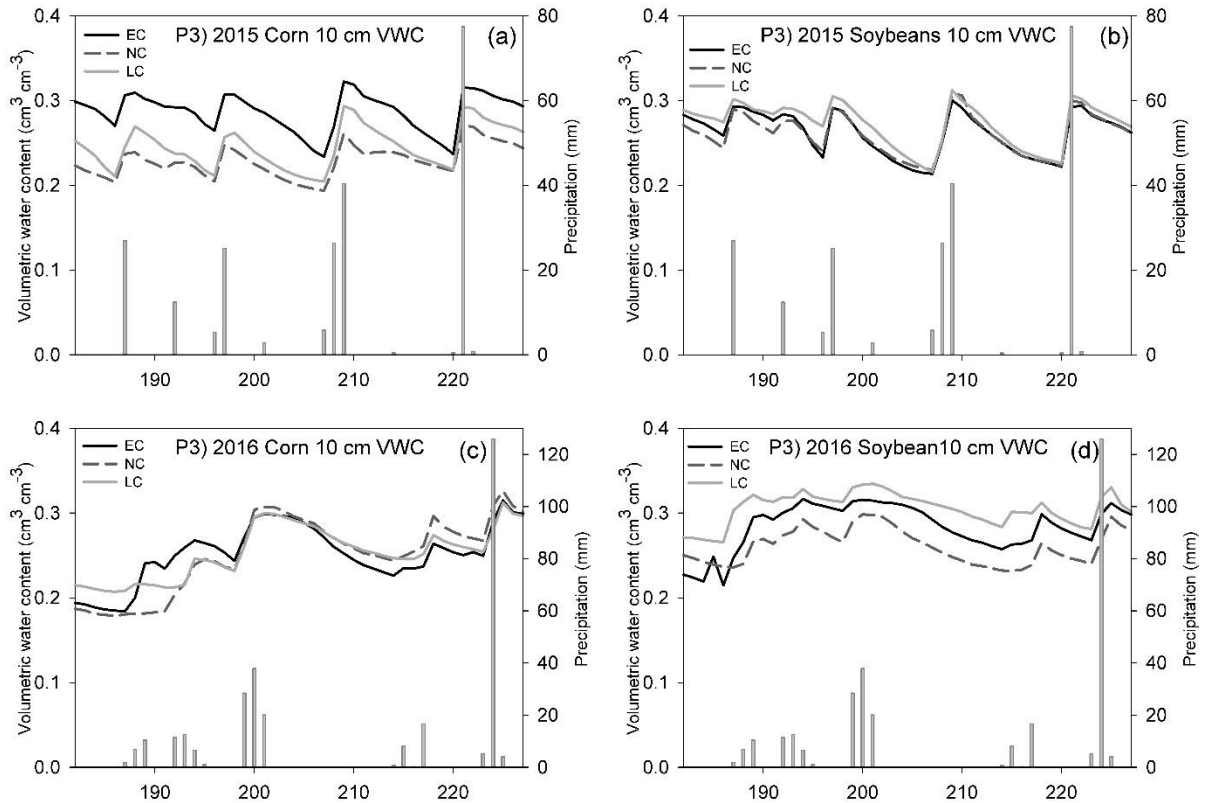 P3) 2015 Corn 10 cm VWC (a)
EC
NC
LC
Volumetric water content (cm³ cm⁻³)
0.4
0.3
0.2
0.1
0.0
80
60
40
20
0
Precipitation (mm)
190 200 210 220
P3) 2015 Soybeans 10 cm VWC (b)
EC
NC
LC
Volumetric water content (cm³ cm⁻³)
0.4
0.3
0.2
0.1
0.0
80
60
40
20
0
Precipitation (mm)
190 200 210 220
P3) 2016 Corn 10 cm VWC (c)
EC
NC
LC
Volumetric water content (cm³ cm⁻³)
0.4
0.3
0.2
0.1
0.0
120
100
80
60
40
20
0
Precipitation (mm)
190 200 210 220
P3) 2016 Soybean10 cm VWC (d)
EC
NC
LC
Volumetric water content (cm³ cm⁻³)
0.4
0.3
0.2
0.1
0.0
120
100
80
60
40
20
0
Precipitation (mm)
190 200 210 220